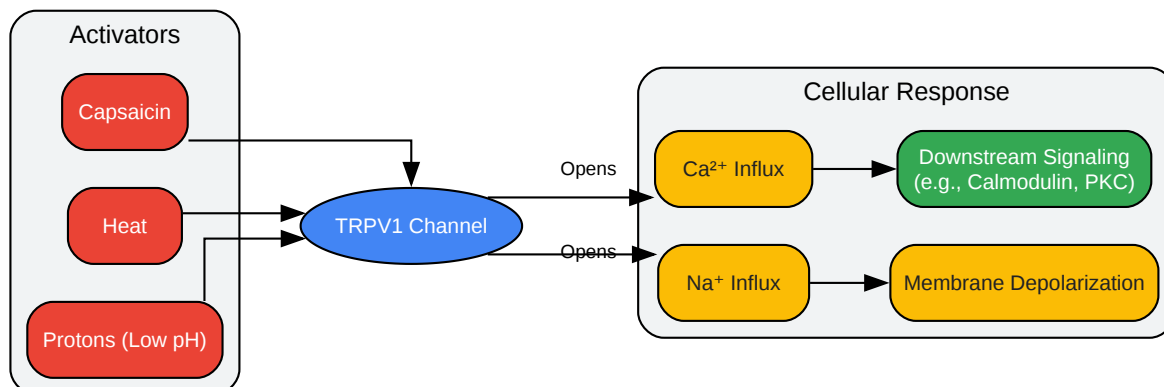 Activators
Capsaicin
Heat
Protons (Low pH)
TRPV1 Channel
Opens
Opens
Cellular Response
Ca²⁺ Influx
Downstream Signaling
(e.g., Calmodulin, PKC)
Na⁺ Influx
Membrane Depolarization